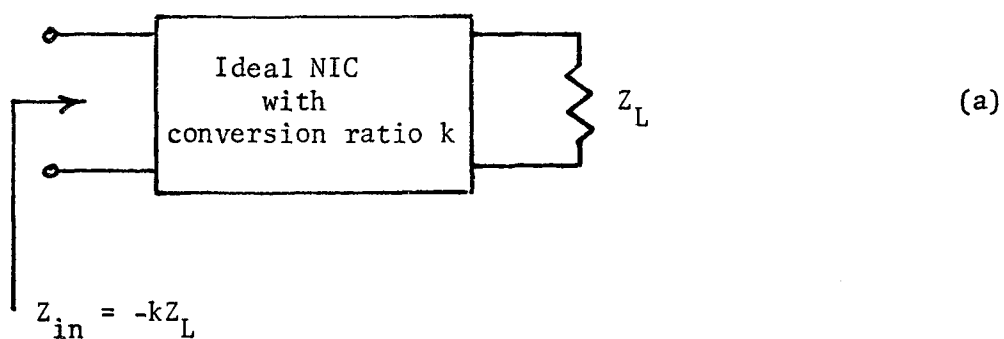 Ideal NIC
with
conversion ratio k
Z_L
(a)
Z_in = -kZ_L